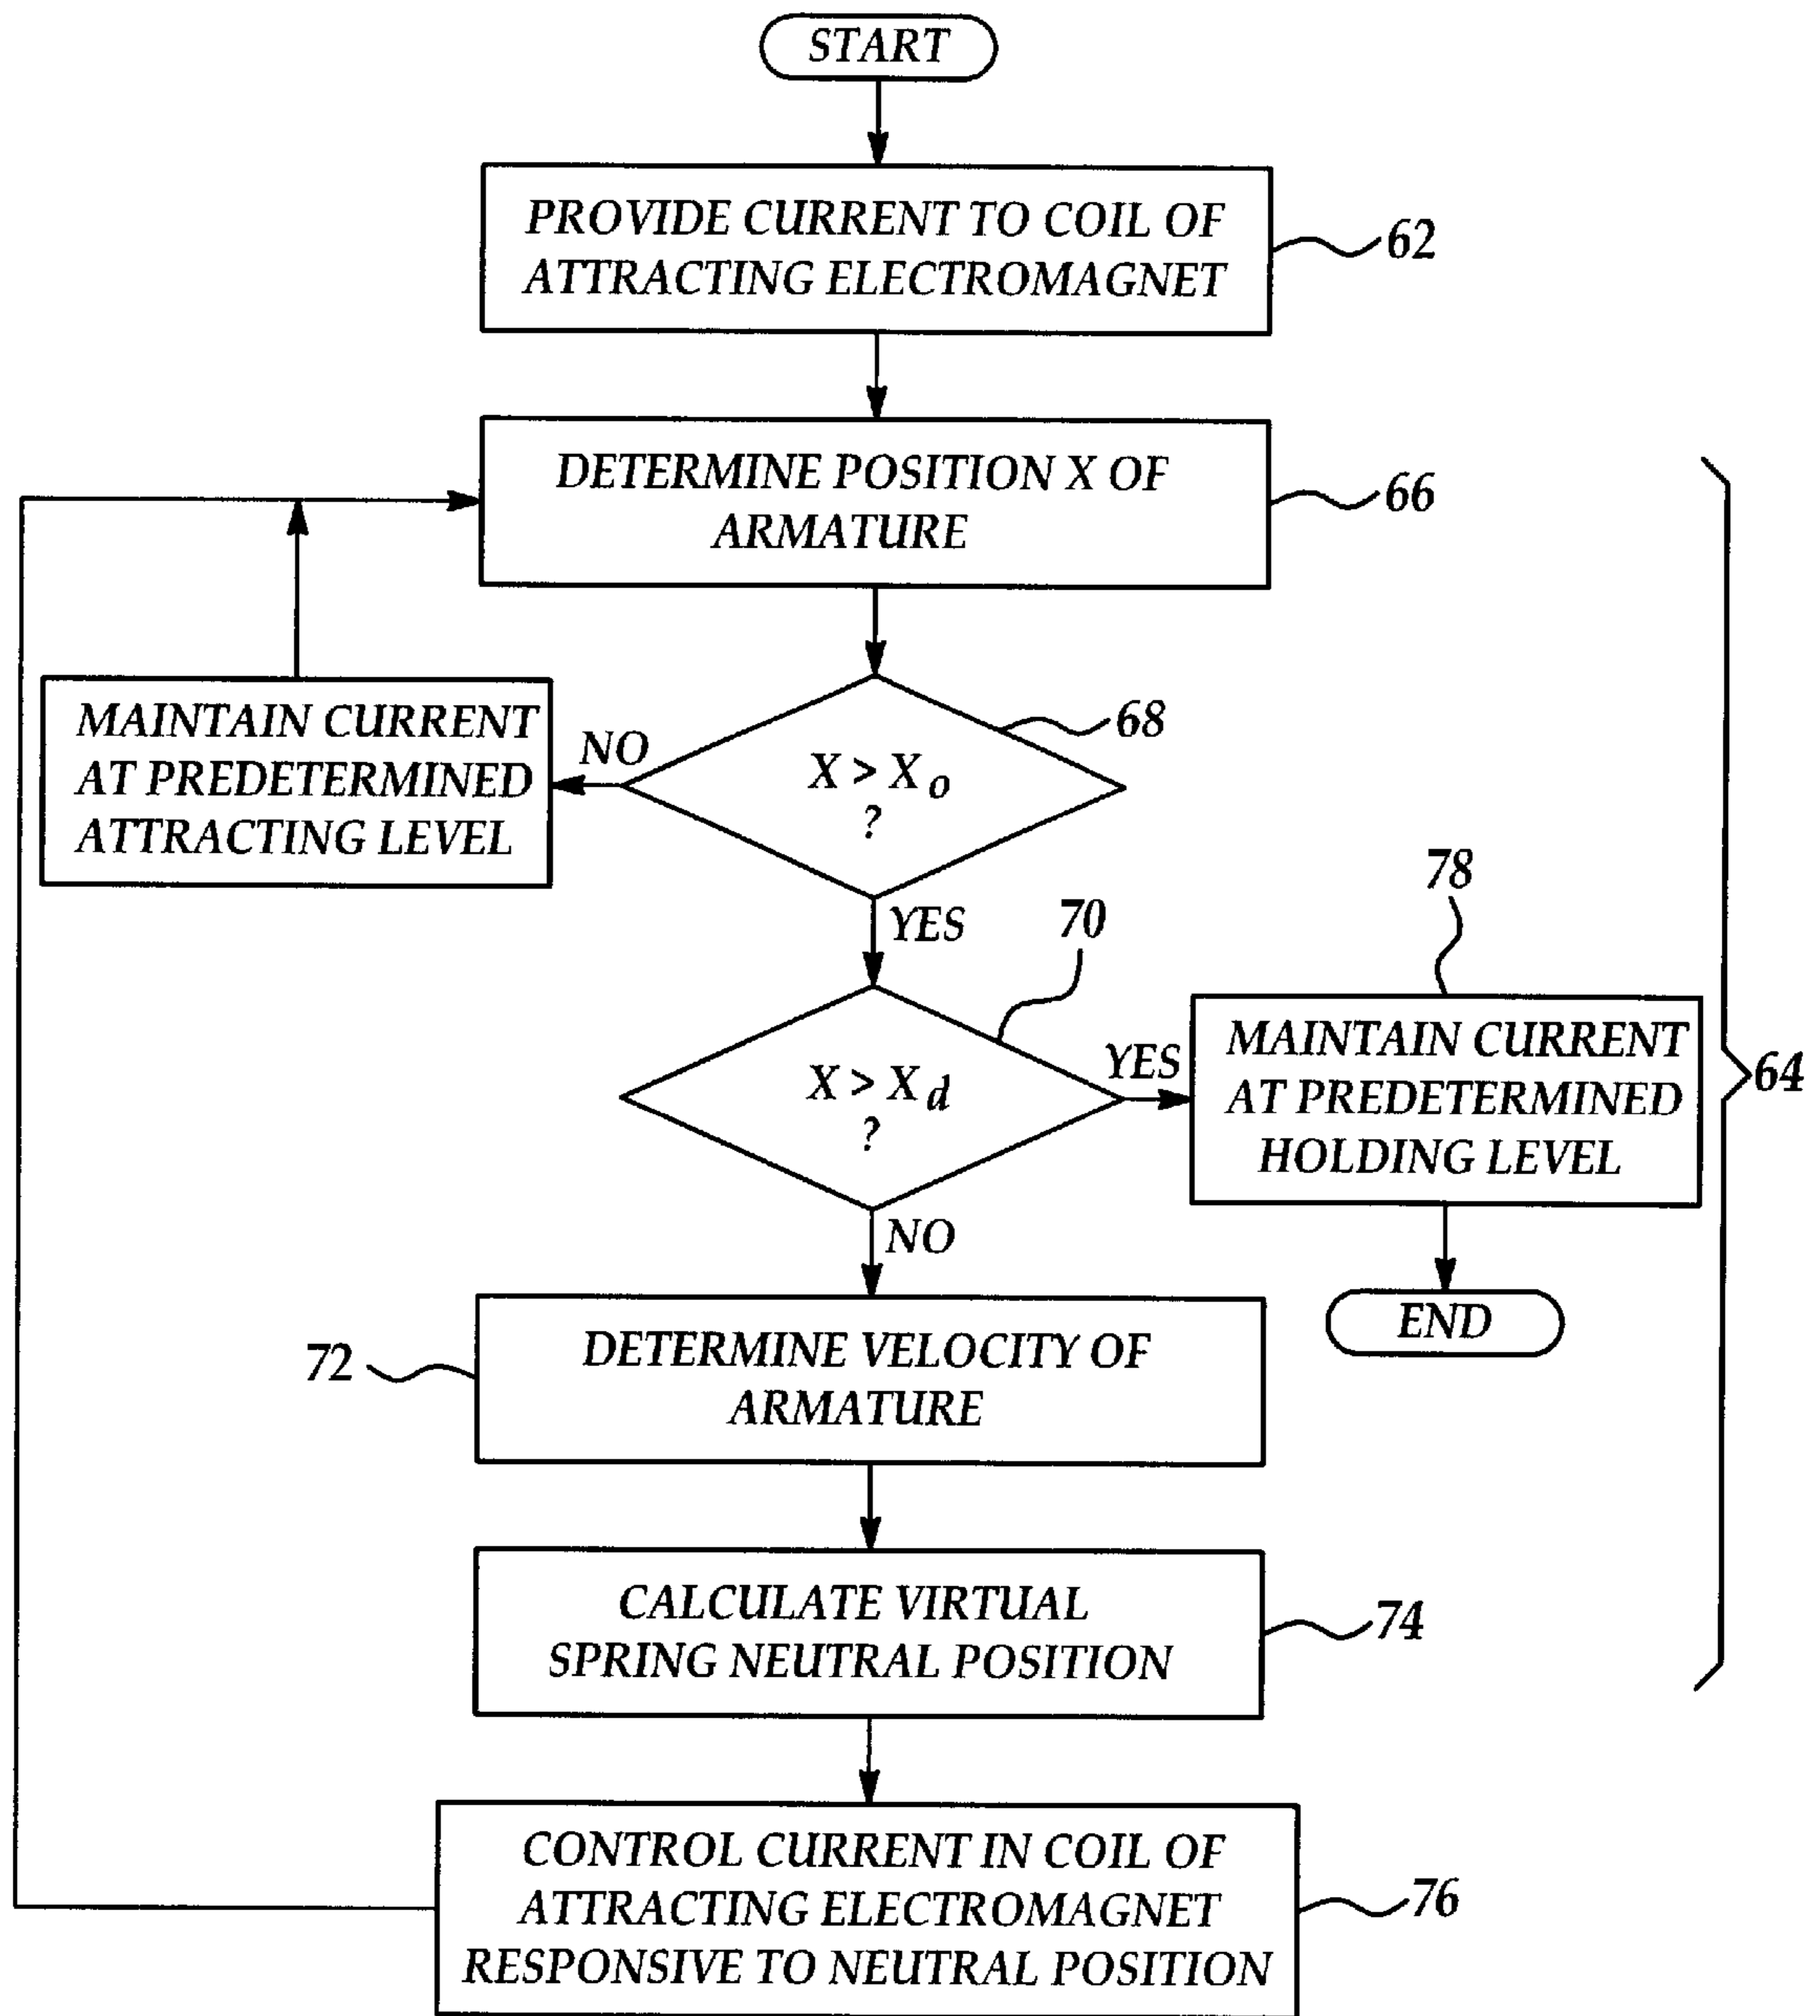 START
PROVIDE CURRENT TO COIL OF
ATTRACTING ELECTROMAGNET
62
DETERMINE POSITION X OF
ARMATURE
66
MAINTAIN CURRENT
AT PREDETERMINED
ATTRACTING LEVEL
NO
X > Xo
?
68
YES
70
78
X > Xd
?
YES
MAINTAIN CURRENT
AT PREDETERMINED
HOLDING LEVEL
64
NO
END
72
DETERMINE VELOCITY OF
ARMATURE
CALCULATE VIRTUAL
SPRING NEUTRAL POSITION
74
CONTROL CURRENT IN COIL OF
ATTRACTING ELECTROMAGNET
RESPONSIVE TO NEUTRAL POSITION
76